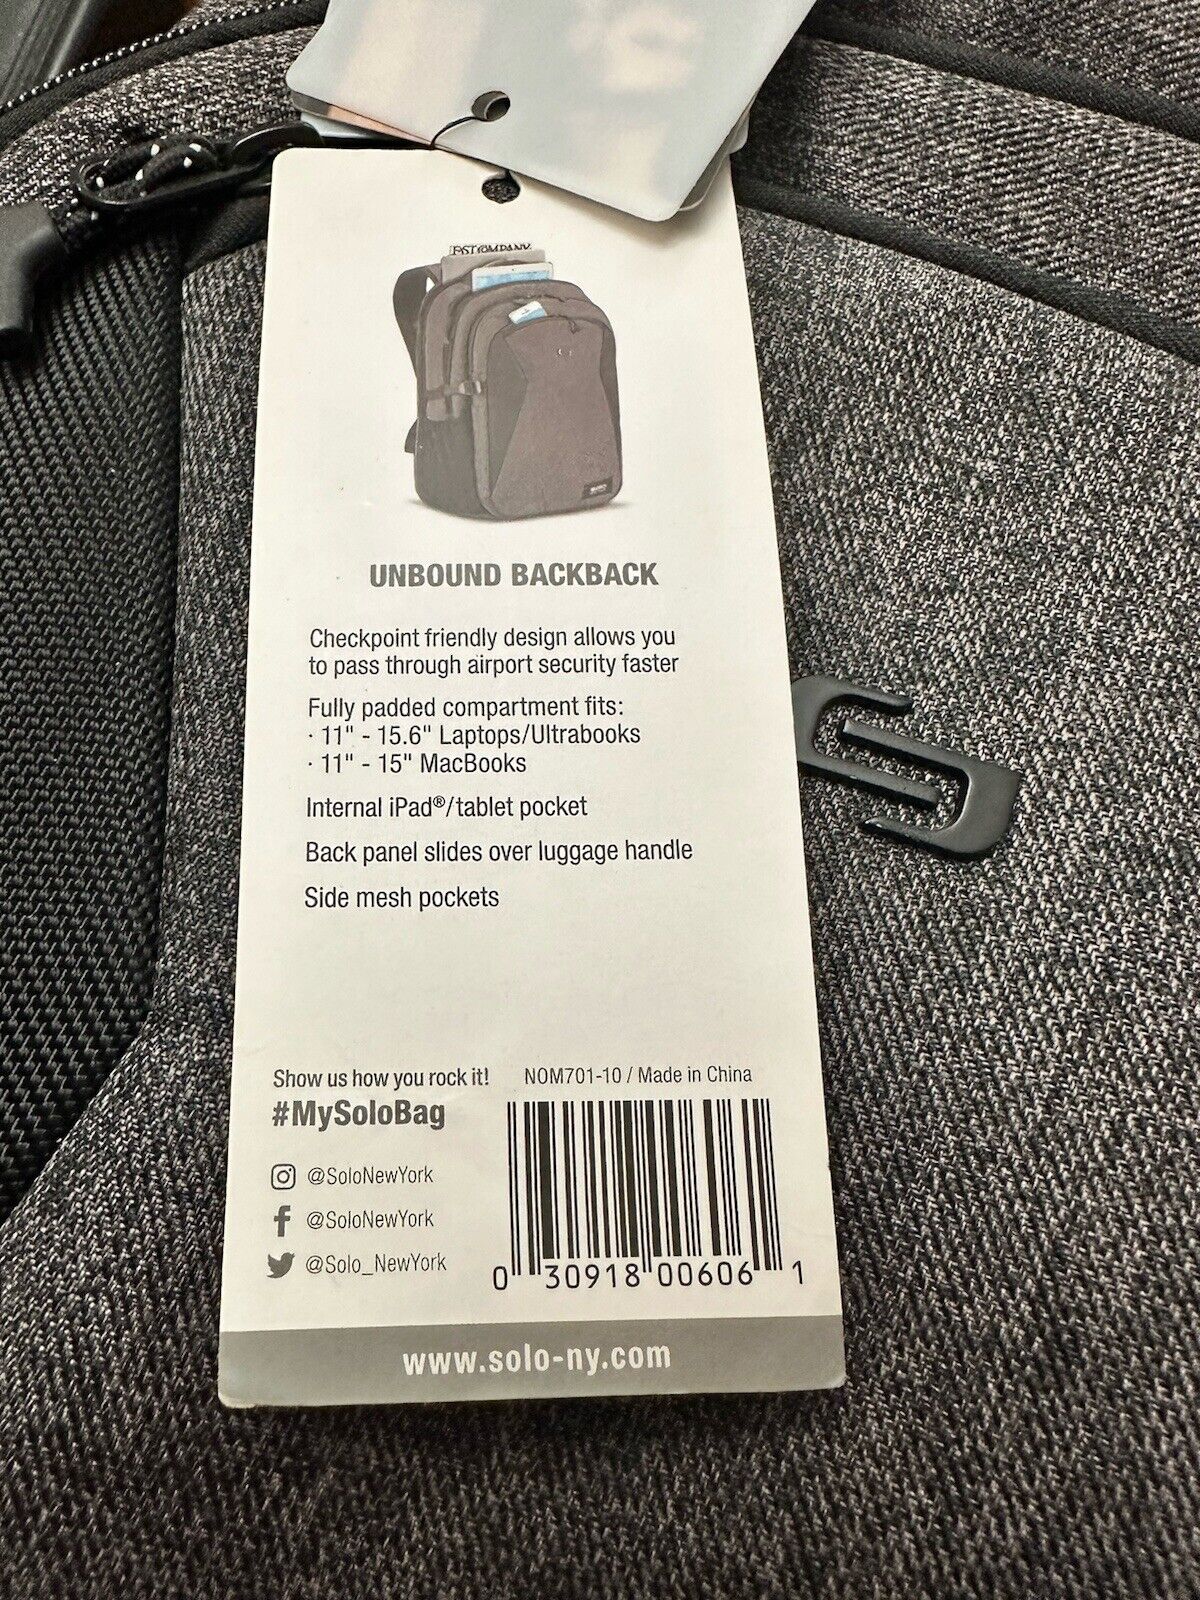 FAST COMPANY
UNBOUND BACKBACK
Checkpoint friendly design allows you
to pass through airport security faster
Fully padded compartment fits:
· 11" - 15.6" Laptops/Ultrabooks
· 11" - 15" MacBooks
Internal iPad®/tablet pocket
Back panel slides over luggage handle
Side mesh pockets
Show us how you rock it!
#MySoloBag
@SoloNewYork
@SoloNewYork
@Solo_NewYork
NOM701-10 / Made in China
0 30918 00606 1
www.solo-ny.com